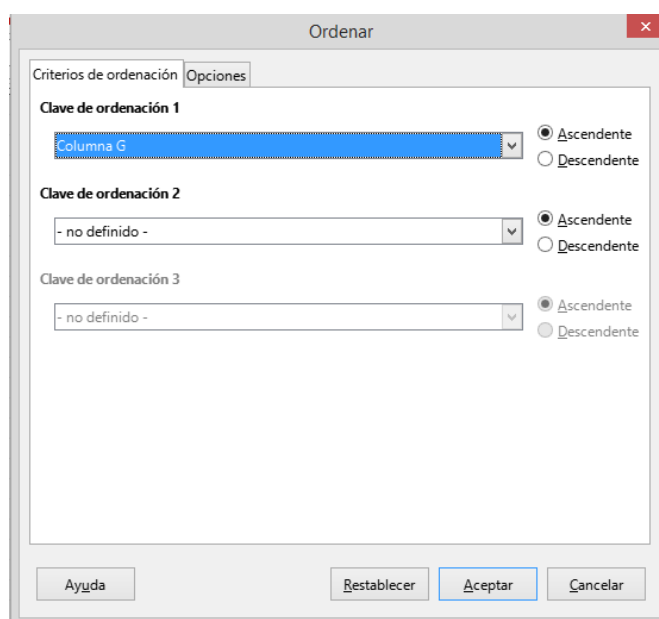 Ordenar
Criterios de ordenación Opciones
Clave de ordenación 1
Columna G
Ascendente
Descendente
Clave de ordenación 2
- no definido -
Ascendente
Descendente
Clave de ordenación 3
- no definido -
Ascendente
Descendente
Ayuda Restablecer Aceptar Cancelar